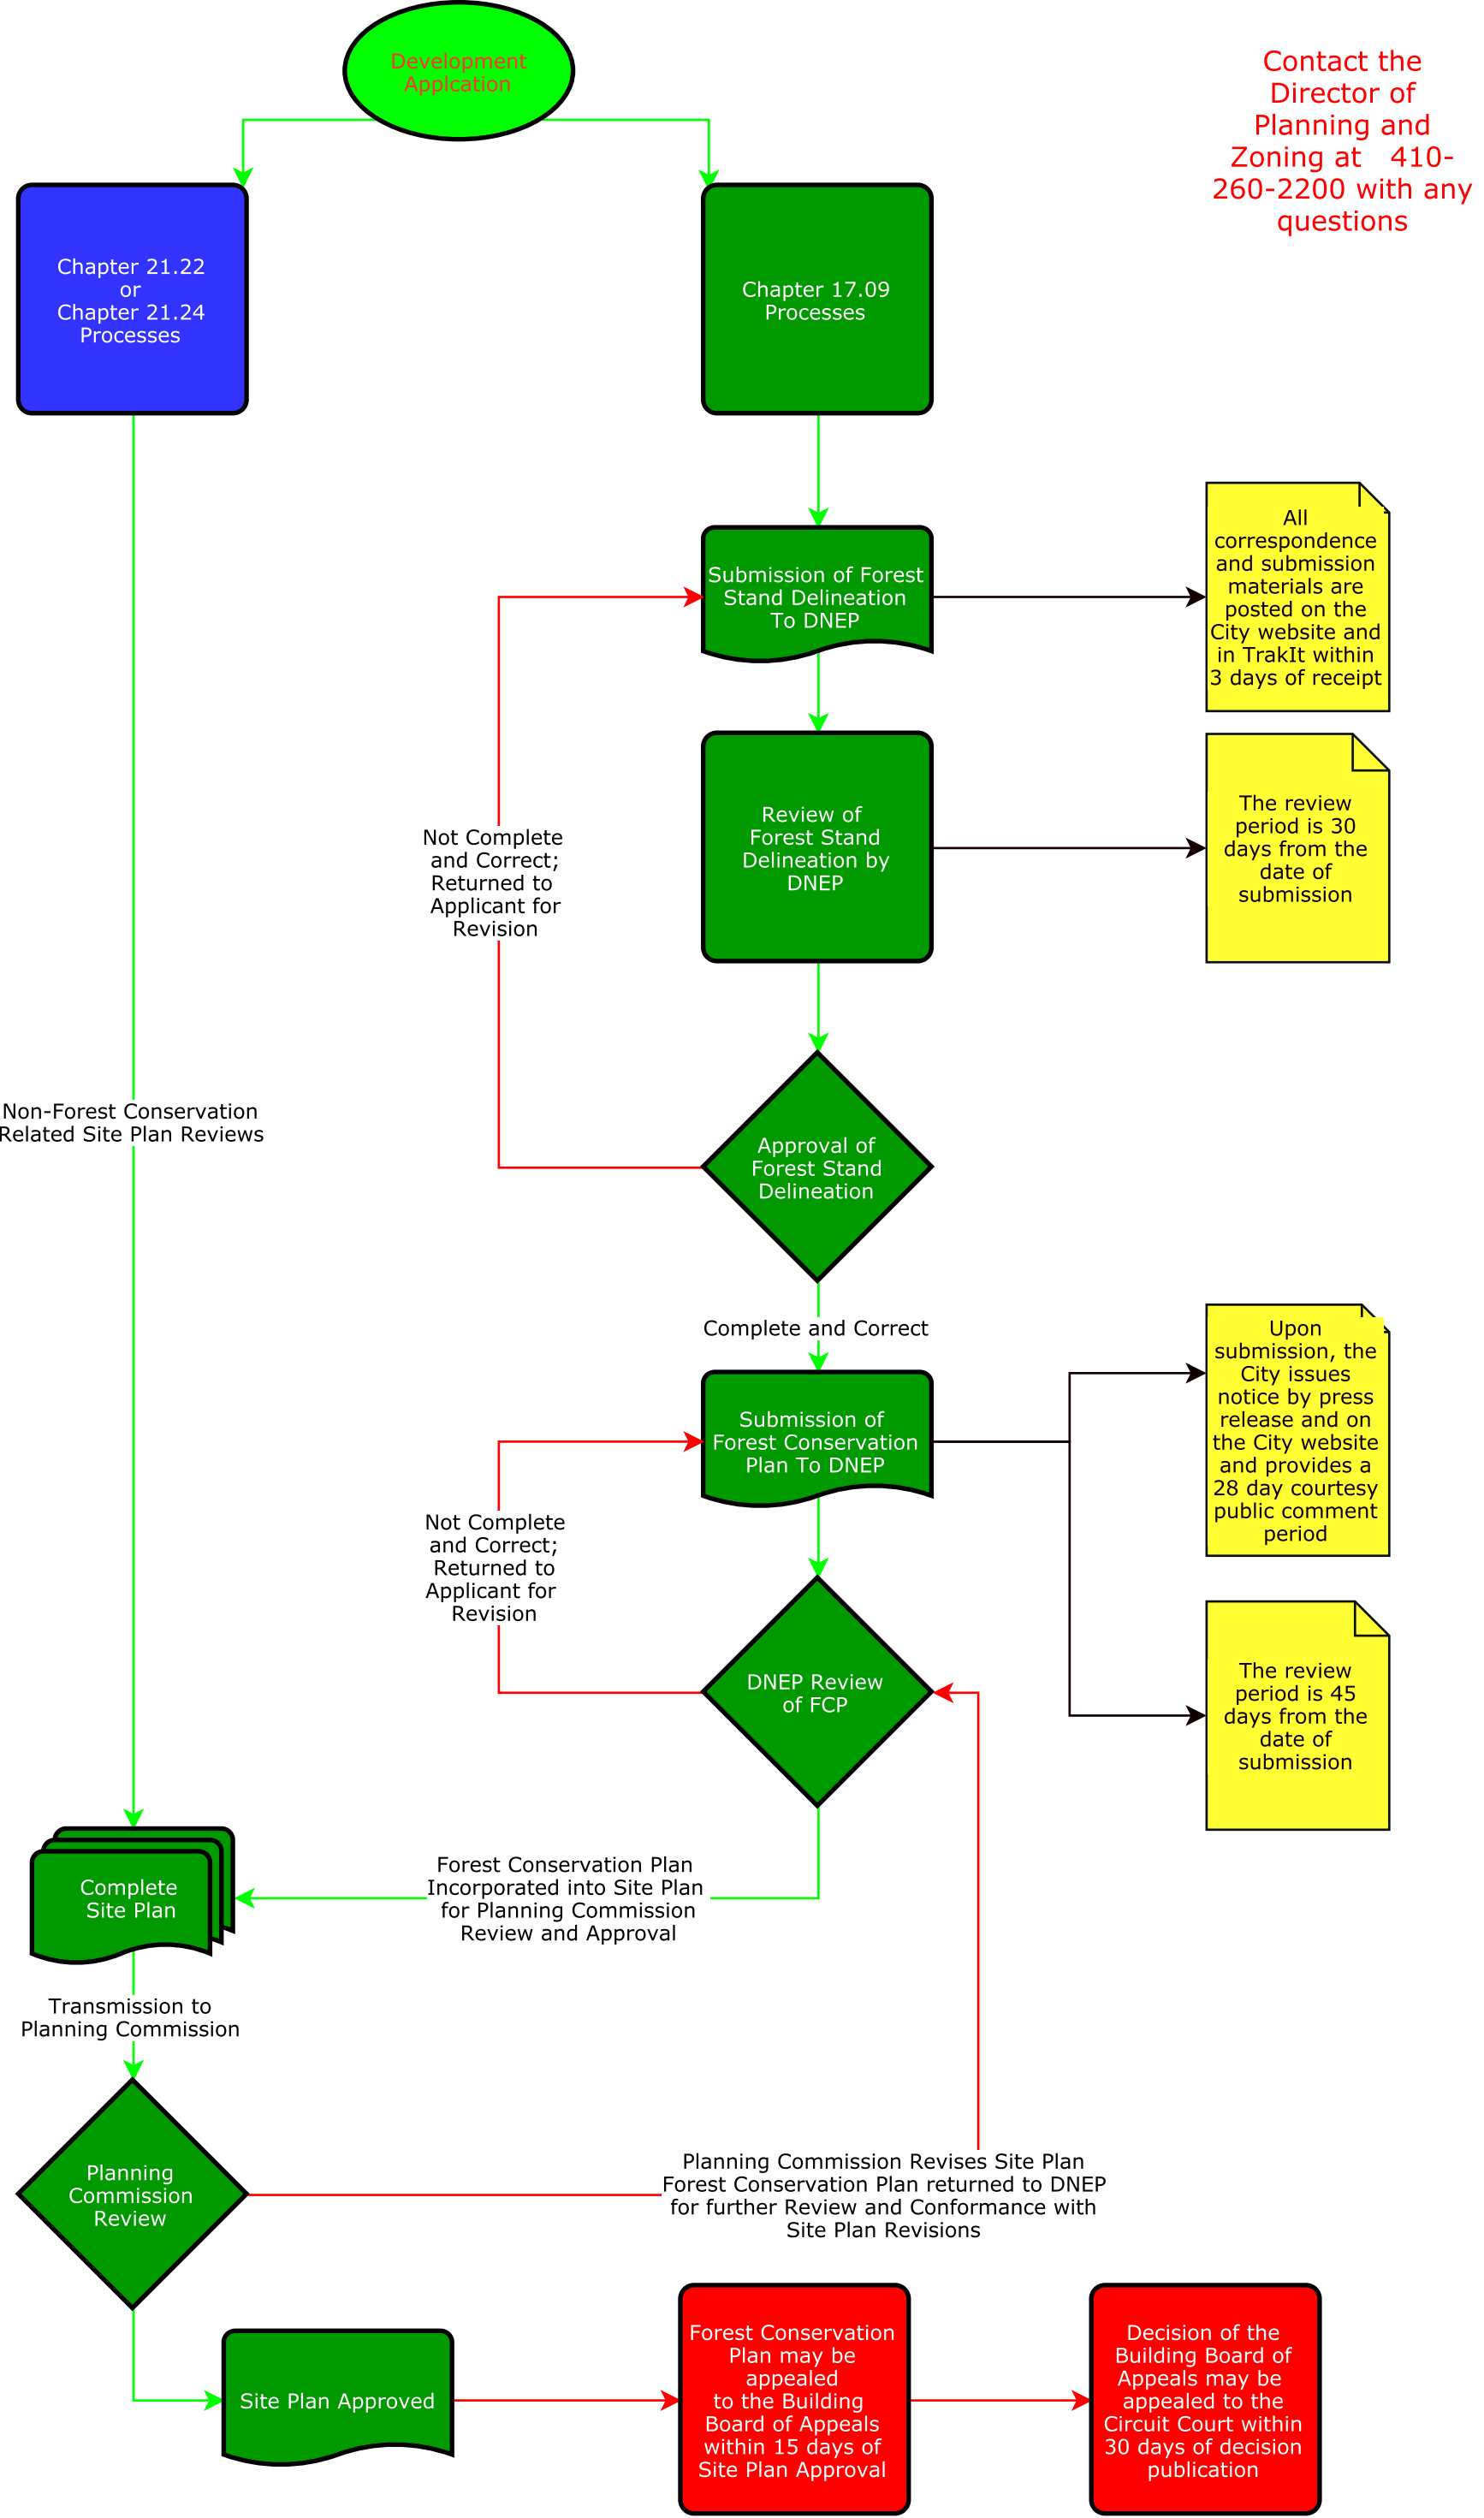 Development
Applcation
Contact the
Director of
Planning and
Zoning at 410-
260-2200 with any
questions
Chapter 21.22
or
Chapter 21.24
Processes
Chapter 17.09
Processes
Submission of Forest
Stand Delineation
To DNEP
All
correspondence
and submission
materials are
posted on the
City website and
in TrakIt within
3 days of receipt
Review of
Forest Stand
Delineation by
DNEP
The review
period is 30
days from the
date of
submission
Not Complete
and Correct;
Returned to
Applicant for
Revision
Non-Forest Conservation
Related Site Plan Reviews
Approval of
Forest Stand
Delineation
Complete and Correct
Submission of
Forest Conservation
Plan To DNEP
Upon
submission, the
City issues
notice by press
release and on
the City website
and provides a
28 day courtesy
public comment
period
Not Complete
and Correct;
Returned to
Applicant for
Revision
DNEP Review
of FCP
The review
period is 45
days from the
date of
submission
Complete
Site Plan
Forest Conservation Plan
Incorporated into Site Plan
for Planning Commission
Review and Approval
Transmission to
Planning Commission
Planning
Commission
Review
Planning Commission Revises Site Plan
Forest Conservation Plan returned to DNEP
for further Review and Conformance with
Site Plan Revisions
Site Plan Approved
Forest Conservation
Plan may be
appealed
to the Building
Board of Appeals
within 15 days of
Site Plan Approval
Decision of the
Building Board of
Appeals may be
appealed to the
Circuit Court within
30 days of decision
publication